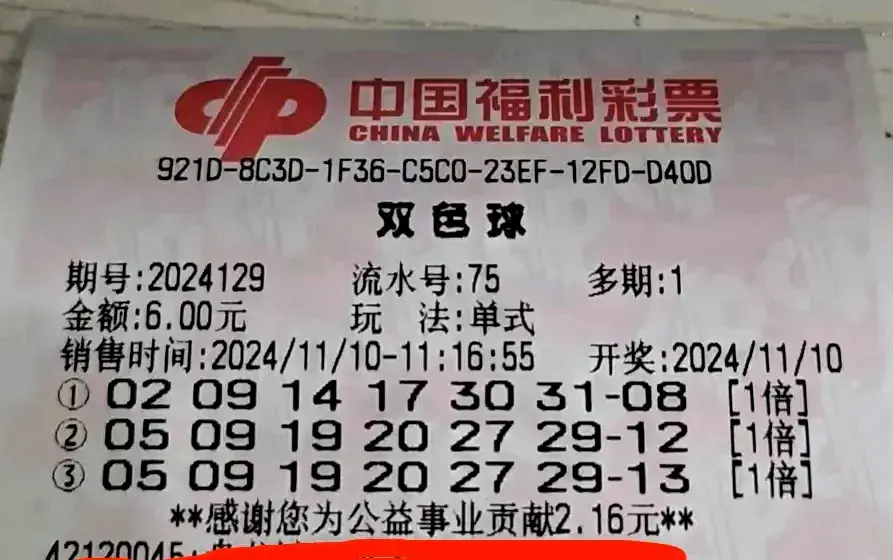 中国福利彩票
CHINA WELFARE LOTTERY
921D-8C3D-1F36-C5C0-23EF-12FD-D40D
双色球
期号:2024129 流水号:75 多期:1
金额:6.00元 玩 法:单式
销售时间:2024/11/10-11:16:55 开奖:2024/11/10
① 02 09 14 17 30 31-08 [1倍]
② 05 09 19 20 27 29-12 [1倍]
③ 05 09 19 20 27 29-13 [1倍]
**感谢您为公益事业贡献2.16元**
42120045: